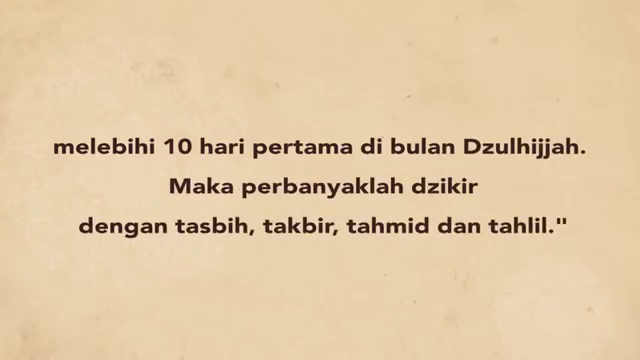 melebihi 10 hari pertama di bulan Dzulhijjah.
Maka perbanyaklah dzikir
dengan tasbih, takbir, tahmid dan tahlil."